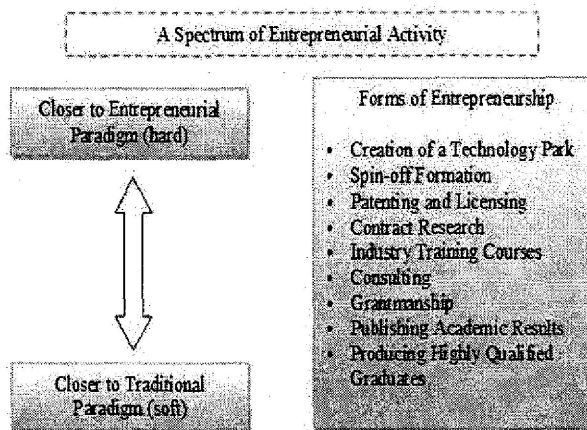 A Spectrum of Entrepreneurial Activity
Closer to Entrepreneurial
Paradigm (hard)
Closer to Traditional
Paradigm (soft)
Forms of Entrepreneurship
• Creation of a Technology Park
• Spin-off Formation
• Patenting and Licensing
• Contract Research
• Industry Training Courses
• Consulting
• Grantmanship
• Publishing Academic Results
• Producing Highly Qualified
Graduates